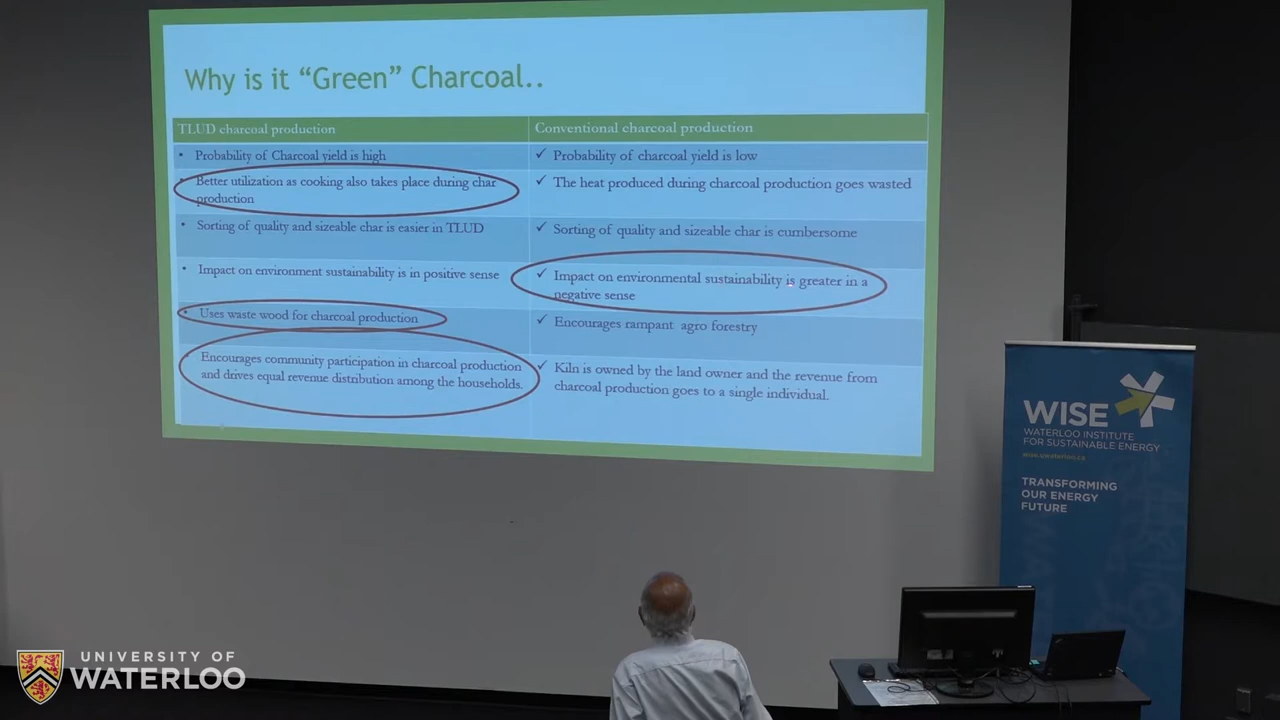 Why is it “Green” Charcoal..
TLUD charcoal production
Conventional charcoal production
• Probability of Charcoal yield is high
✓ Probability of charcoal yield is low
• Better utilization as cooking also takes place during char
production
✓ The heat produced during charcoal production goes wasted
• Sorting of quality and sizeable char is easier in TLUD
✓ Sorting of quality and sizeable char is cumbersome
• Impact on environment sustainability is in positive sense
✓ Impact on environmental sustainability is greater in a
negative sense
• Uses waste wood for charcoal production
✓ Encourages rampant agro forestry
• Encourages community participation in charcoal production
and drives equal revenue distribution among the households.
✓ Kiln is owned by the land owner and the revenue from
charcoal production goes to a single individual.
WISE
WATERLOO INSTITUTE
FOR SUSTAINABLE ENERGY
wise.uwaterloo.ca
TRANSFORMING
OUR ENERGY
FUTURE
UNIVERSITY OF
WATERLOO